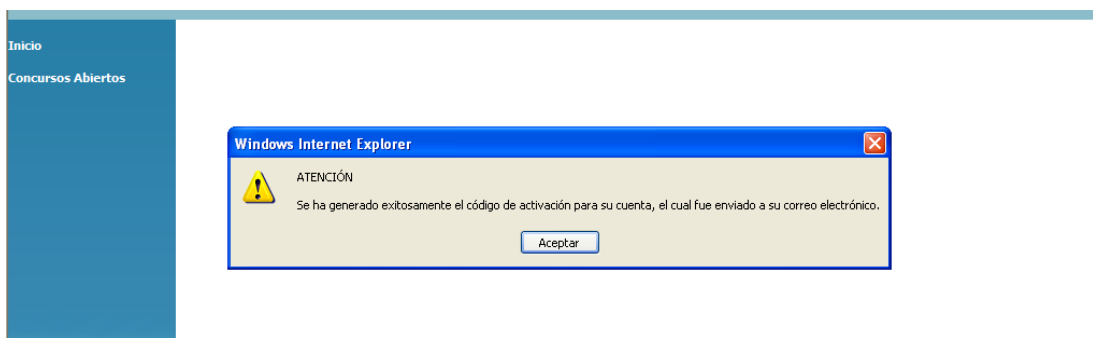 Inicio
Concursos Abiertos
Windows Internet Explorer
ATENCIÓN
Se ha generado exitosamente el código de activación para su cuenta, el cual fue enviado a su correo electrónico.
Aceptar